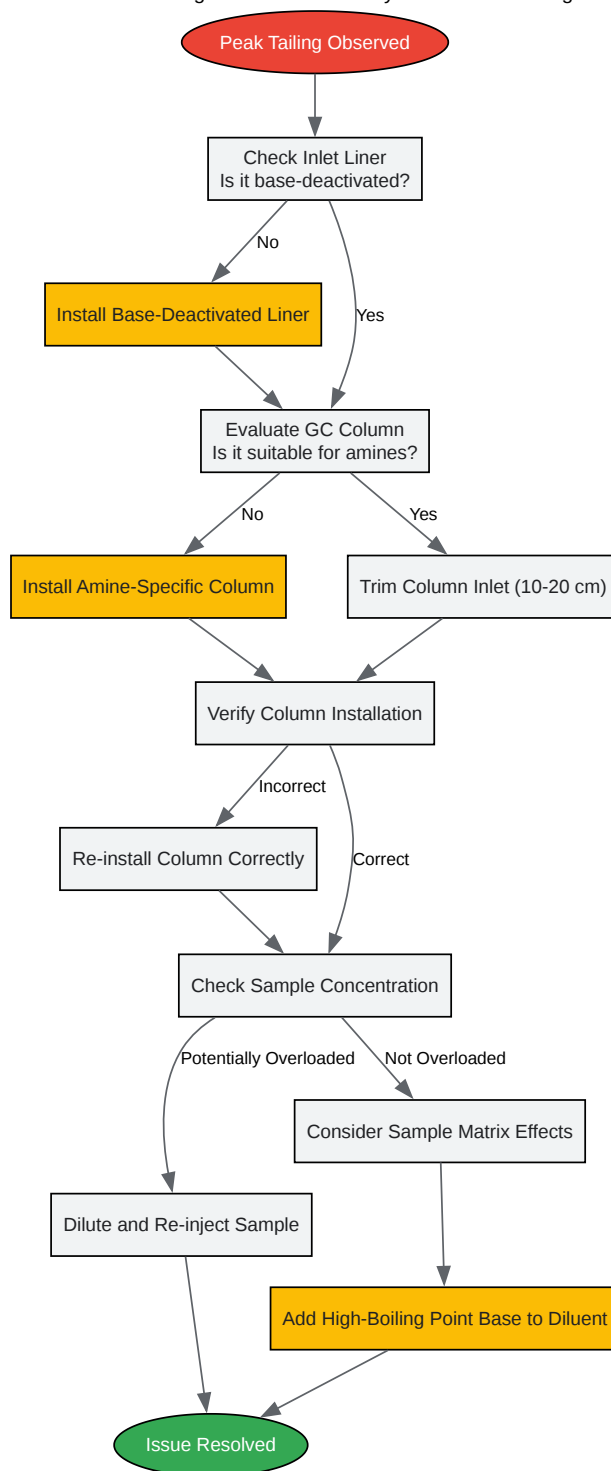 Peak Tailing Observed
Check Inlet Liner
Is it base-deactivated?
No
Yes
Install Base-Deactivated Liner
Evaluate GC Column
Is it suitable for amines?
No
Yes
Install Amine-Specific Column
Trim Column Inlet (10-20 cm)
Verify Column Installation
Incorrect
Correct
Re-install Column Correctly
Check Sample Concentration
Potentially Overloaded
Not Overloaded
Consider Sample Matrix Effects
Dilute and Re-inject Sample
Add High-Boiling Point Base to Diluent
Issue Resolved